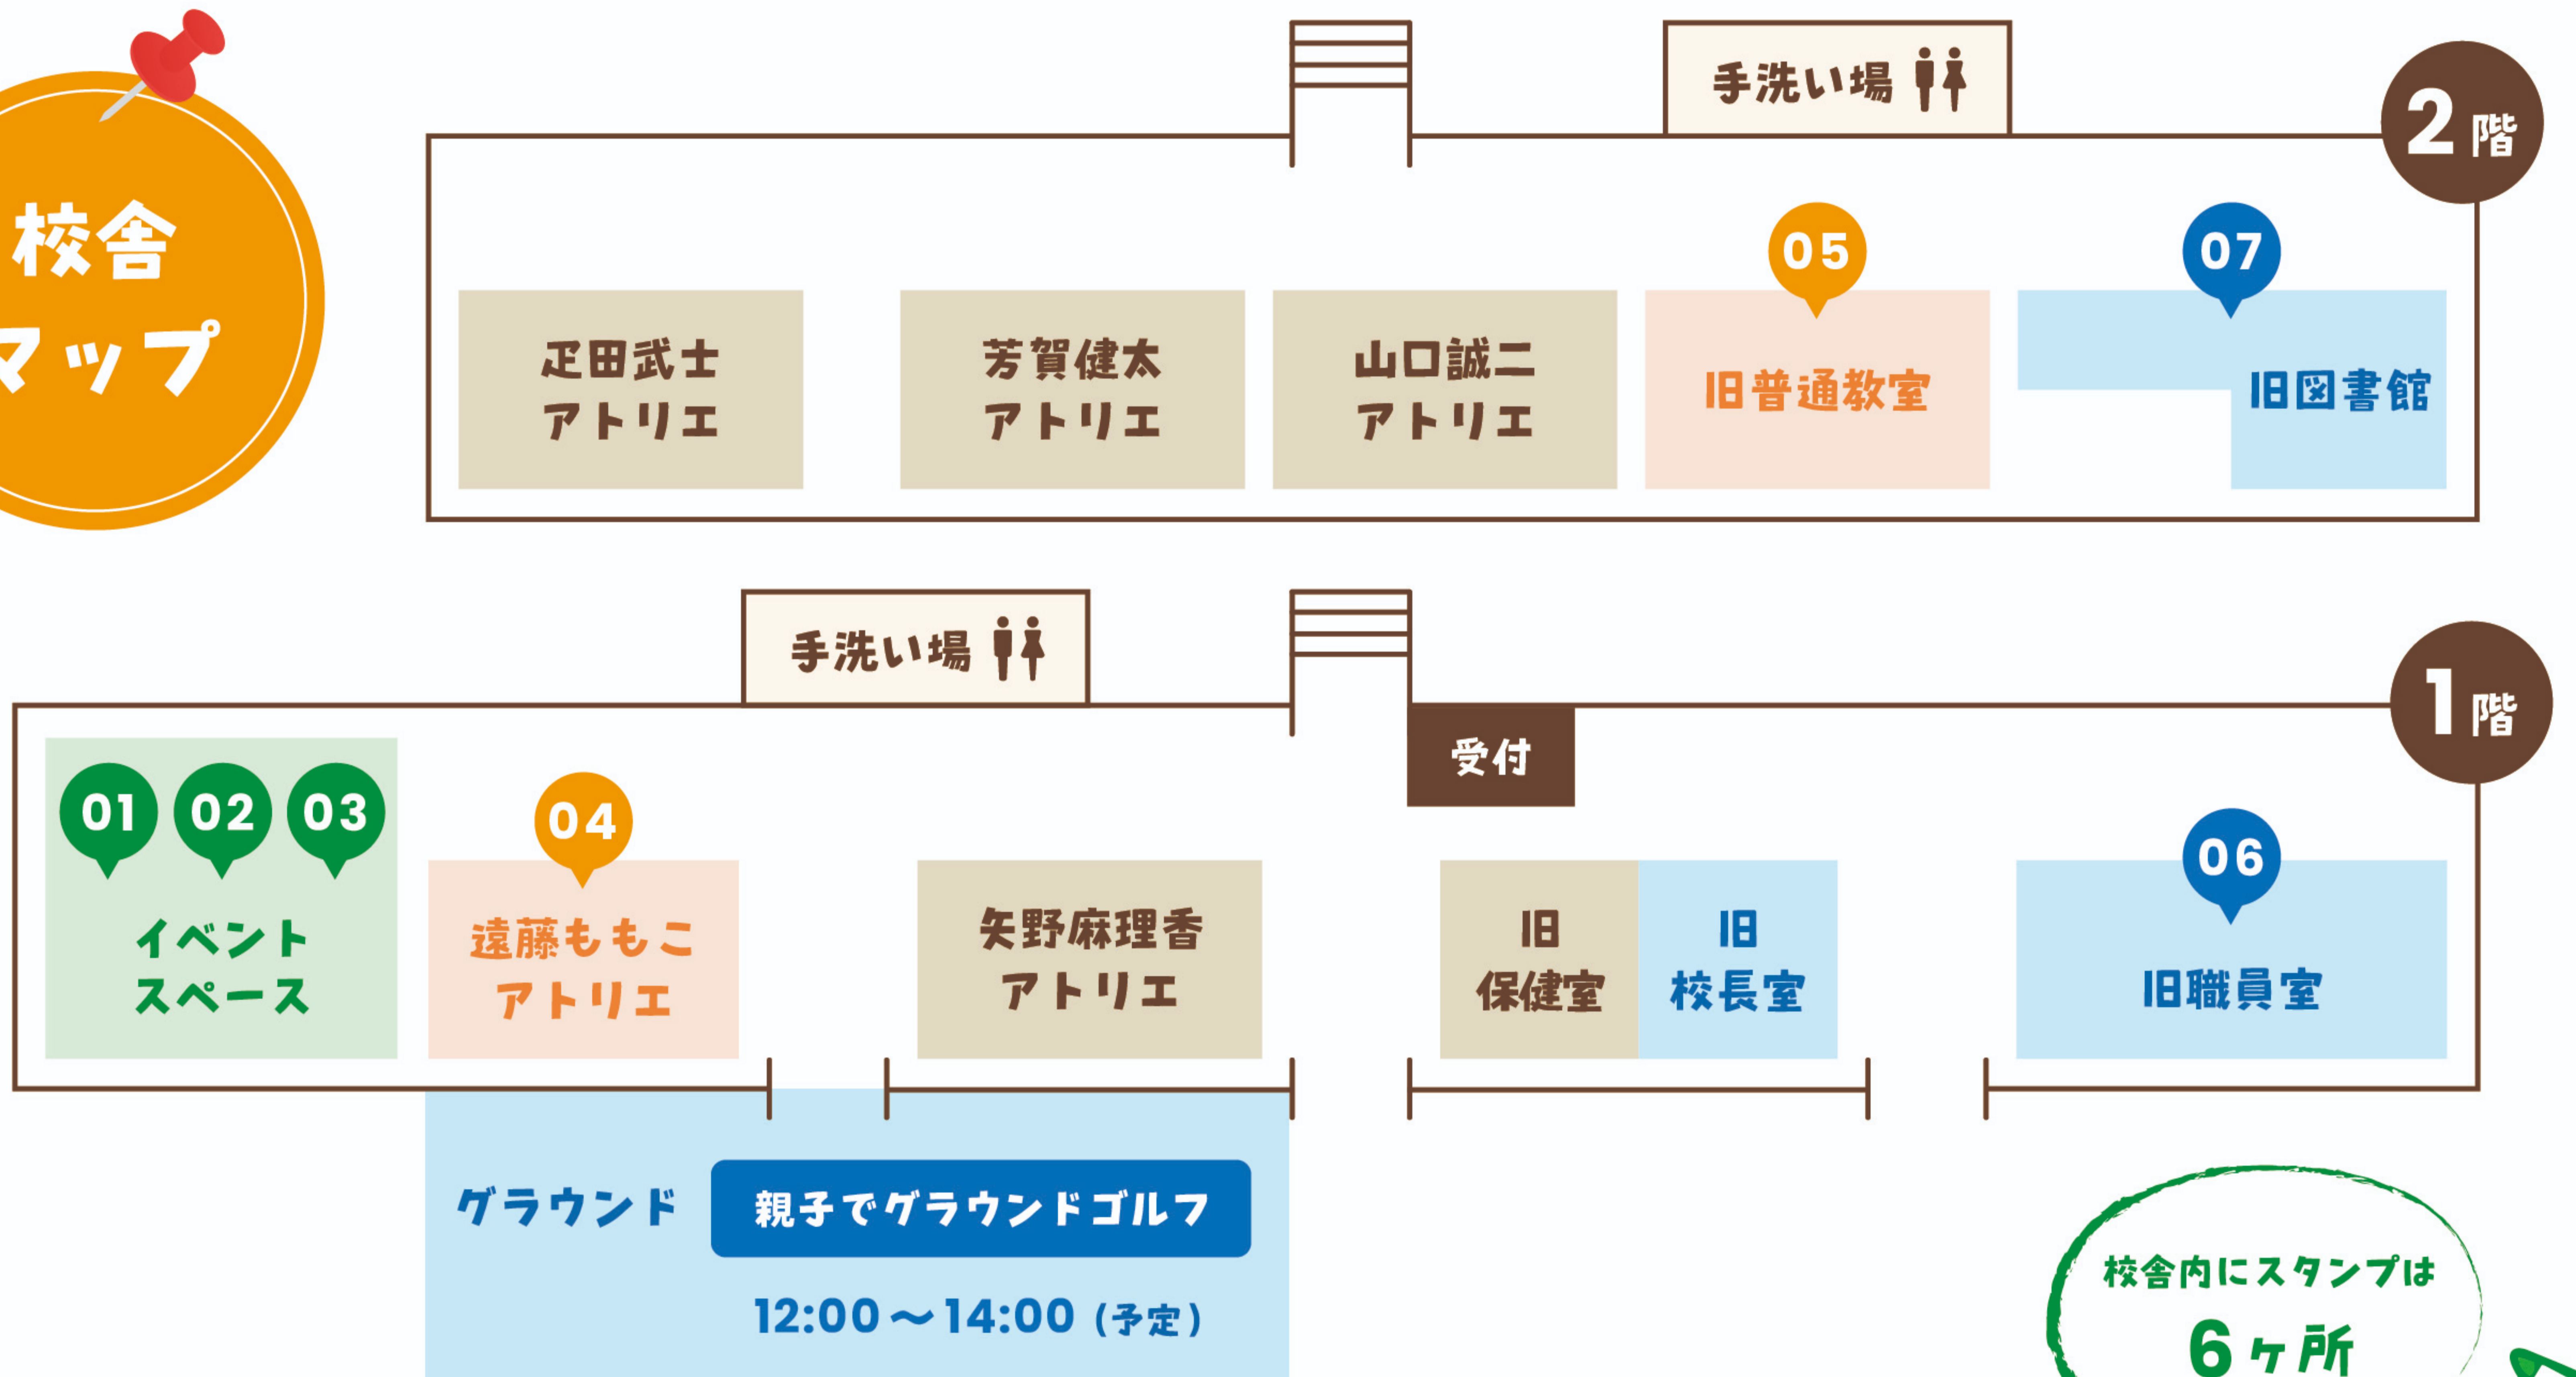 校舎
マップ
手洗い場
2階
05
07
疋田武士
アトリエ
芳賀健太
アトリエ
山口誠二
アトリエ
旧普通教室
旧図書館
手洗い場
1階
受付
01 02 03
04
06
イベント
スペース
遠藤ももこ
アトリエ
矢野麻理香
アトリエ
旧
保健室
旧
校長室
旧職員室
グラウンド
親子でグラウンドゴルフ
12:00～14:00 (予定)
校舎内にスタンプは
6ヶ所